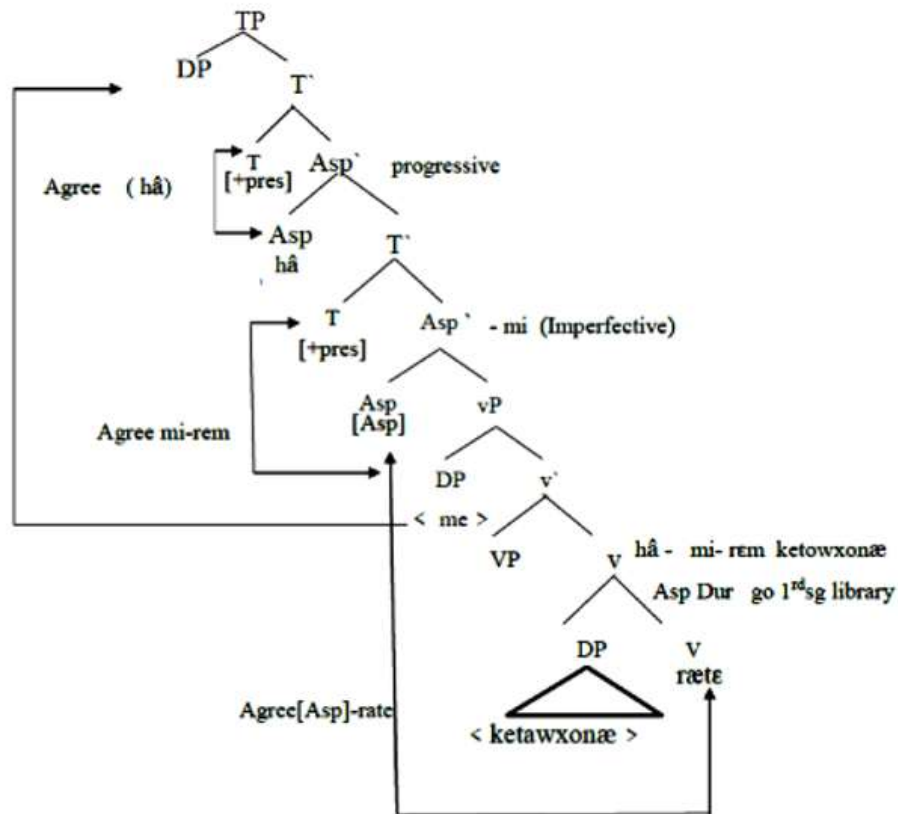 TP
DP
T`
T Asp` progressive
[+pres]
Agree ( hâ)
Asp
hâ
T`
T Asp ` - mi (Imperfective)
[+pres]
Asp vP
[Asp]
Agree mi-rem
DP v`
< me >
VP v hâ - mi- rɛm ketowxonæ
Asp Dur go 1rdsg library
DP V
rætɛ
Agree[Asp]-rate
< ketawxonæ >